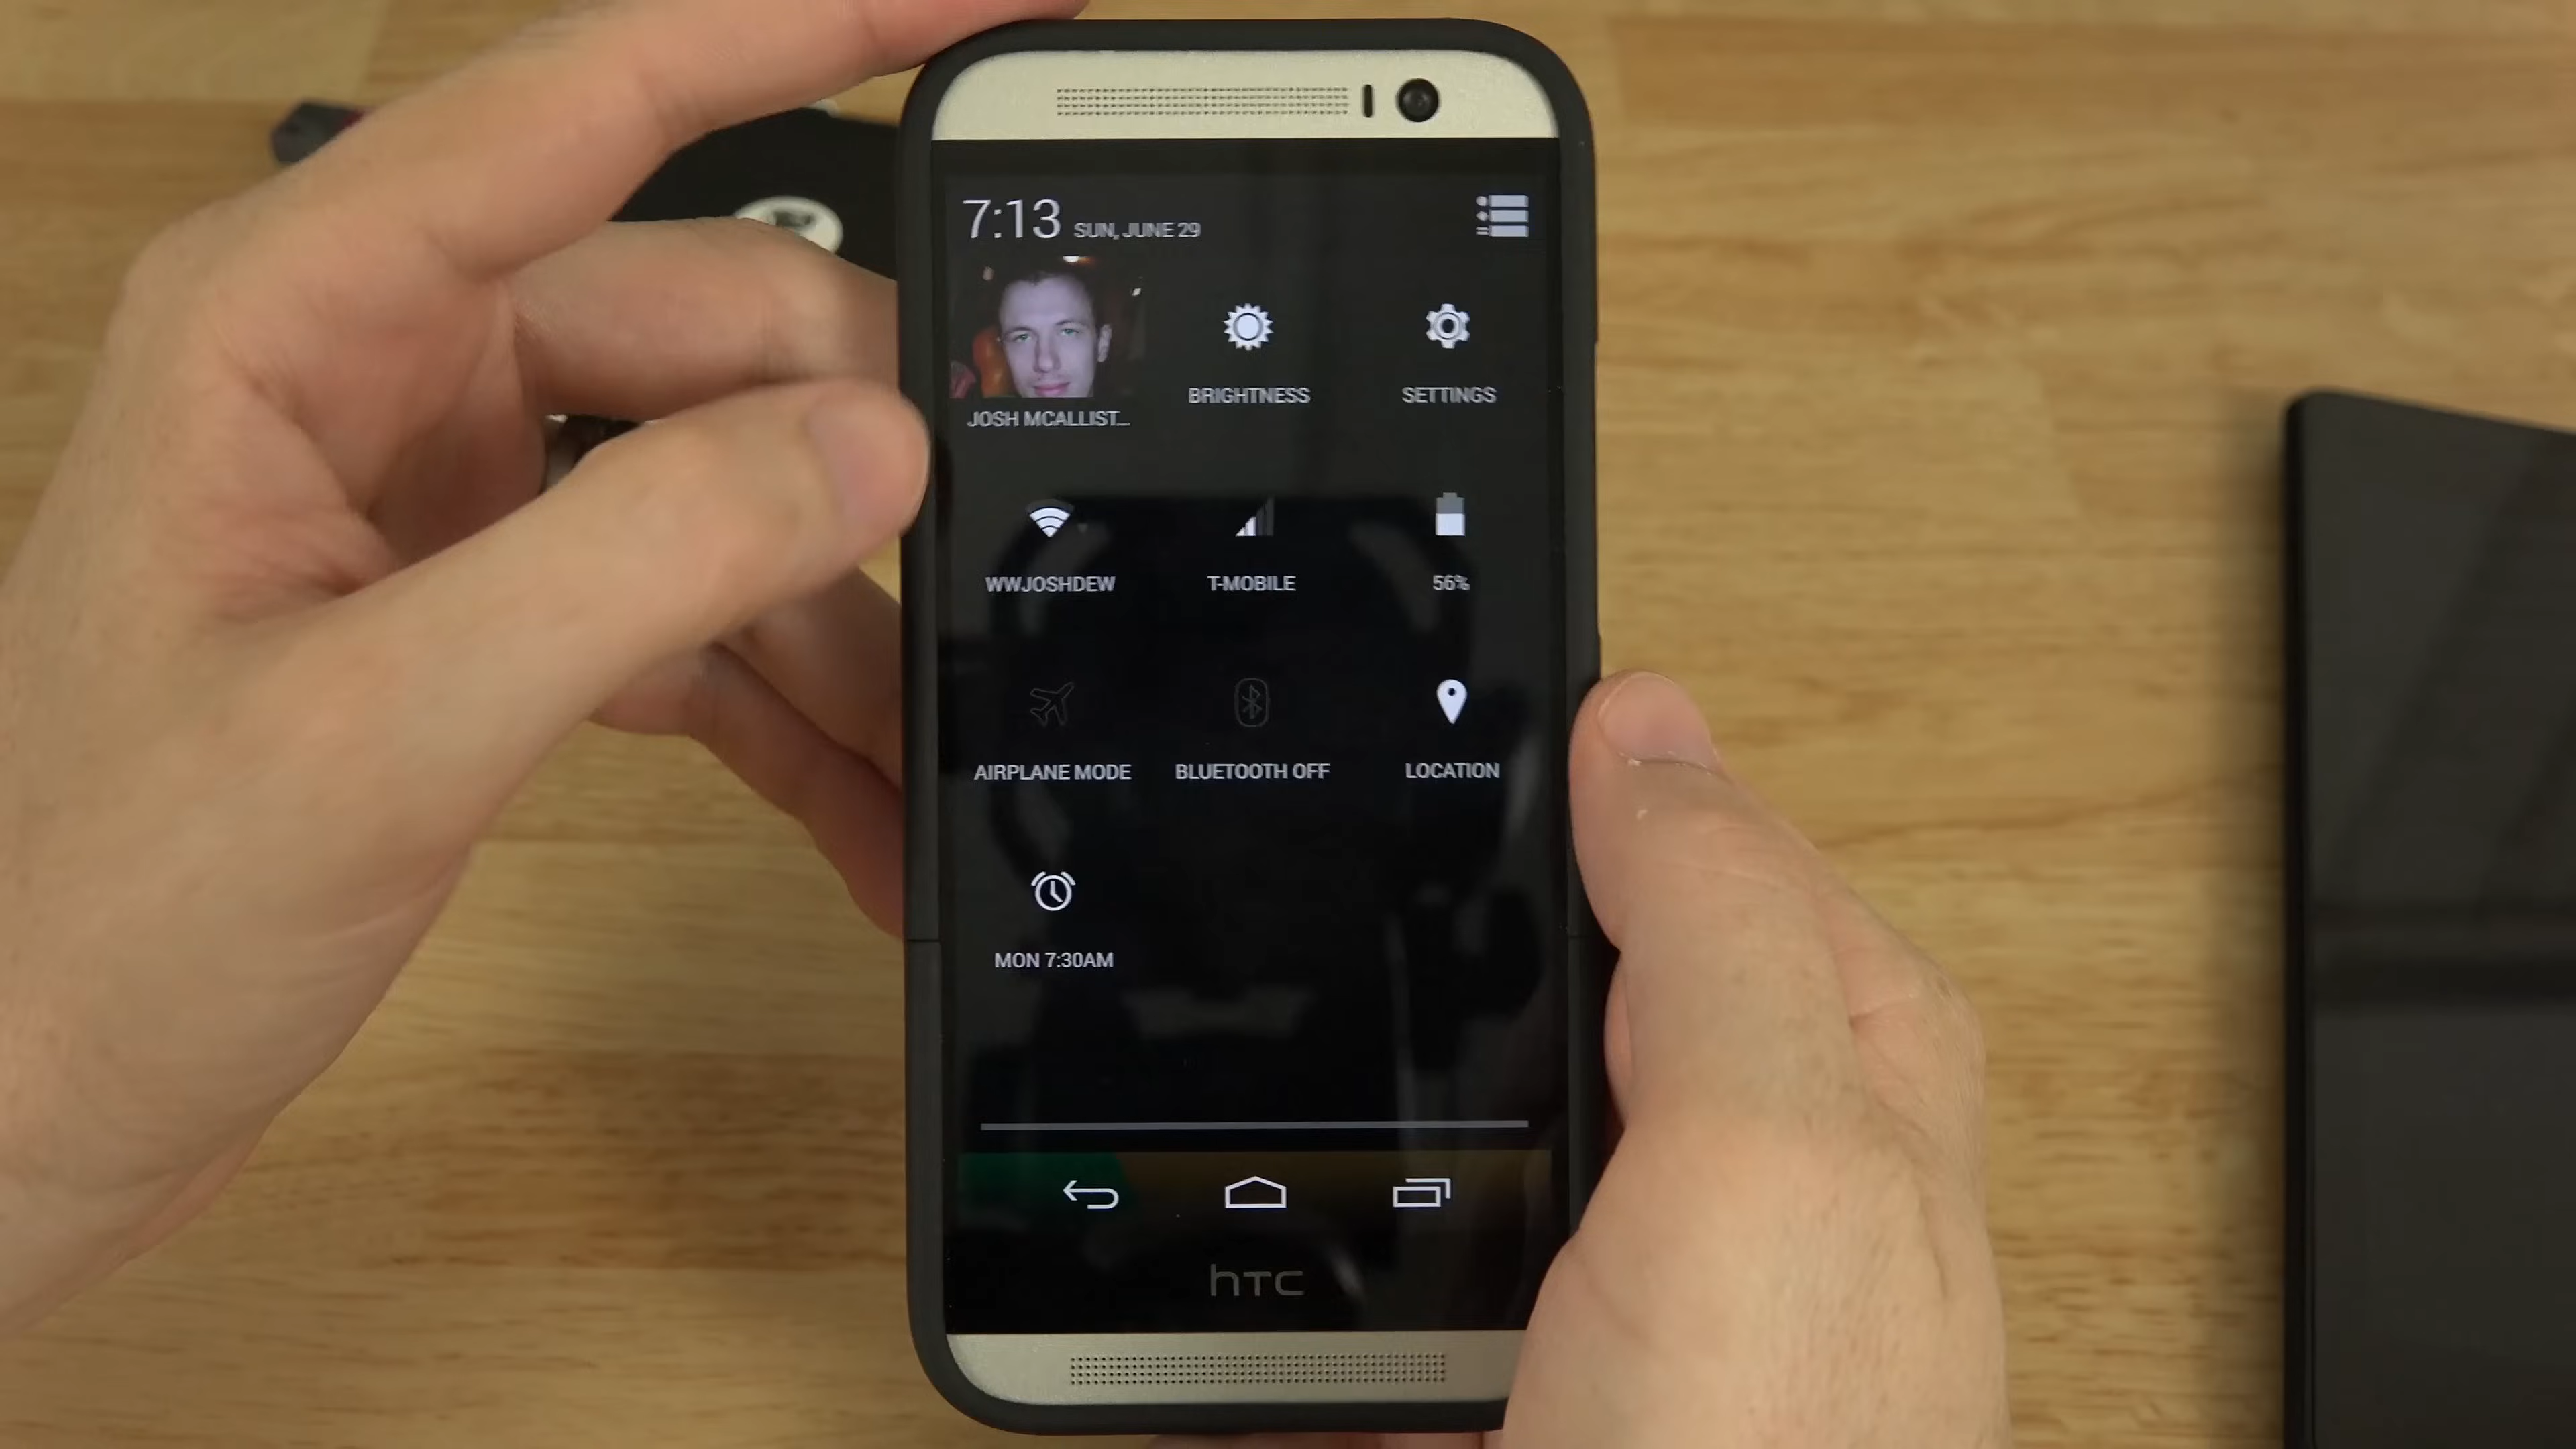 7:13 SUN, JUNE 29
JOSH MCALLIST...
BRIGHTNESS
SETTINGS
WWJOSHDEW
T-MOBILE
56%
AIRPLANE MODE
BLUETOOTH OFF
LOCATION
MON 7:30AM
hTC